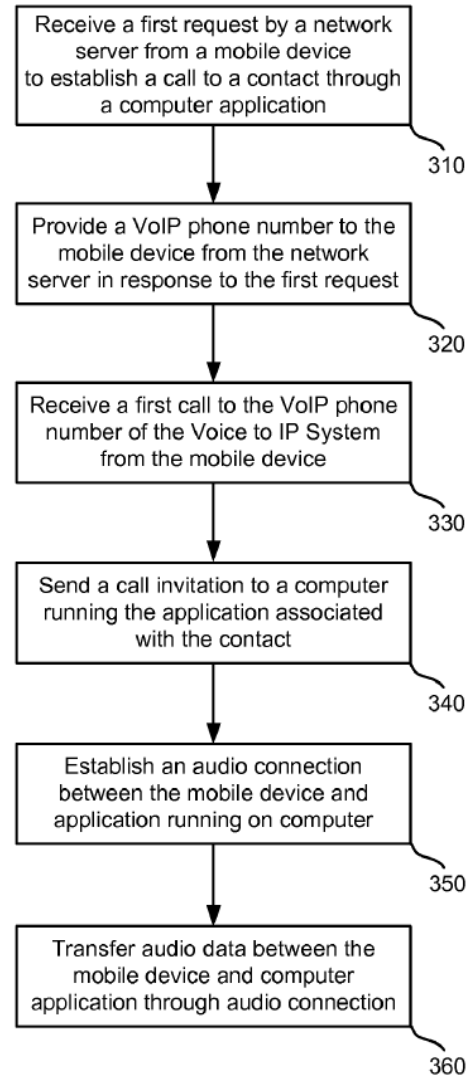 Receive a first request by a network
server from a mobile device
to establish a call to a contact through
a computer application
310
Provide a VoIP phone number to the
mobile device from the network
server in response to the first request
320
Receive a first call to the VoIP phone
number of the Voice to IP System
from the mobile device
330
Send a call invitation to a computer
running the application associated
with the contact
340
Establish an audio connection
between the mobile device and
application running on computer
350
Transfer audio data between the
mobile device and computer
application through audio connection
360